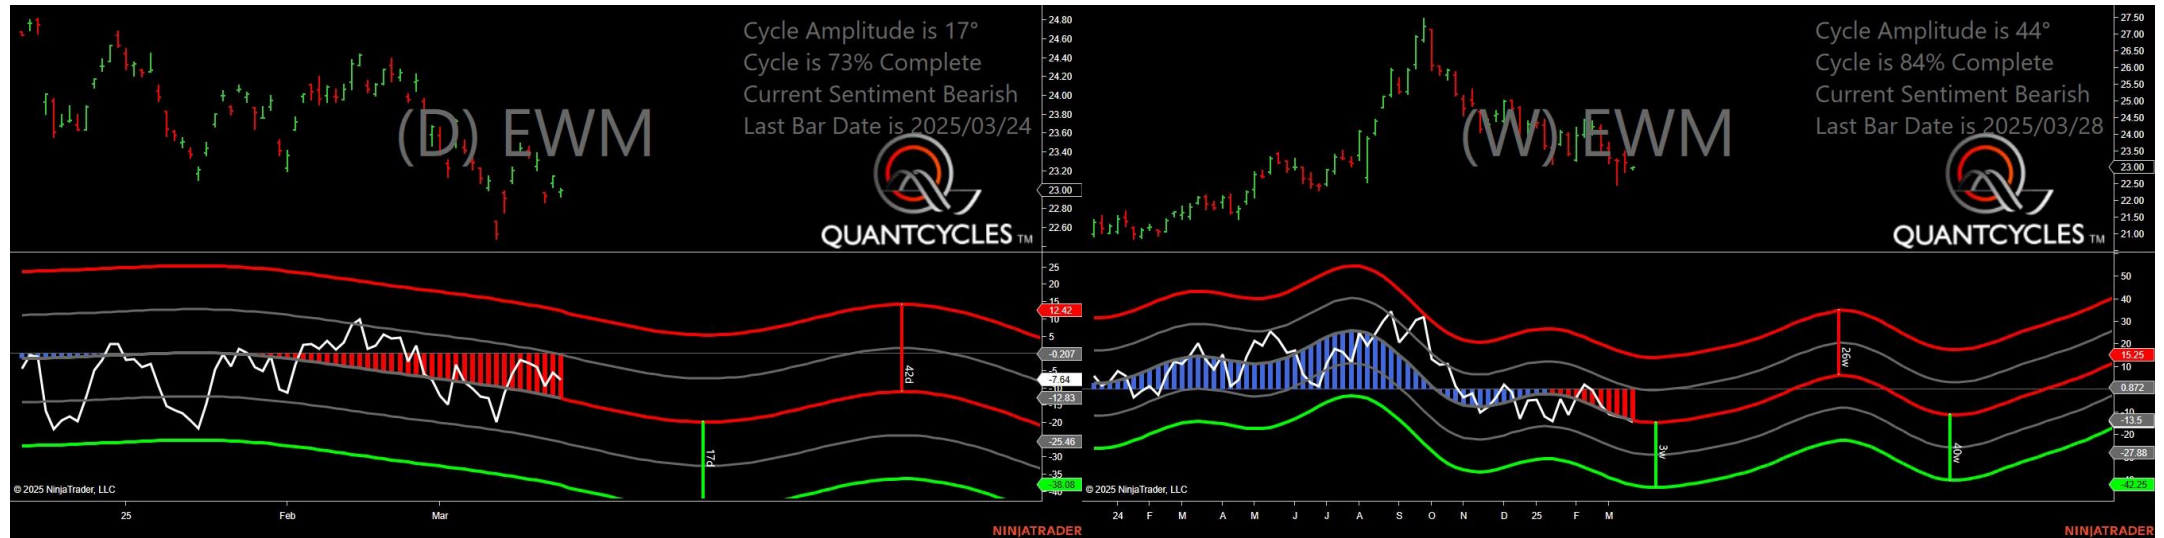 Cycle Amplitude is 17°
Cycle is 73% Complete
Current Sentiment Bearish
Last Bar Date is 2025/03/24
(D) EWM
QUANTCYCLES TM
24.80
24.60
24.40
24.20
24.00
23.80
23.60
23.40
23.20
23.00
22.80
22.60
25
20
15
12.42
5
-0.207
-5
-7.64
-12.83
-20
-25.46
-30
-35
-38.08
-40
42d
17d
© 2025 NinjaTrader, LLC
25 Feb Mar
NINJATRADER
Cycle Amplitude is 44°
Cycle is 84% Complete
Current Sentiment Bearish
Last Bar Date is 2025/03/28
(W) EWM
QUANTCYCLES TM
27.50
27.00
26.50
26.00
25.50
25.00
24.50
24.00
23.50
23.00
22.50
22.00
21.50
21.00
50
40
30
20
15.25
10
0.872
-10
-13.5
-20
-27.88
-42.25
26w
3w
40w
© 2025 NinjaTrader, LLC
24 F M A M J J A S O N D 25 F M
NINJATRADER